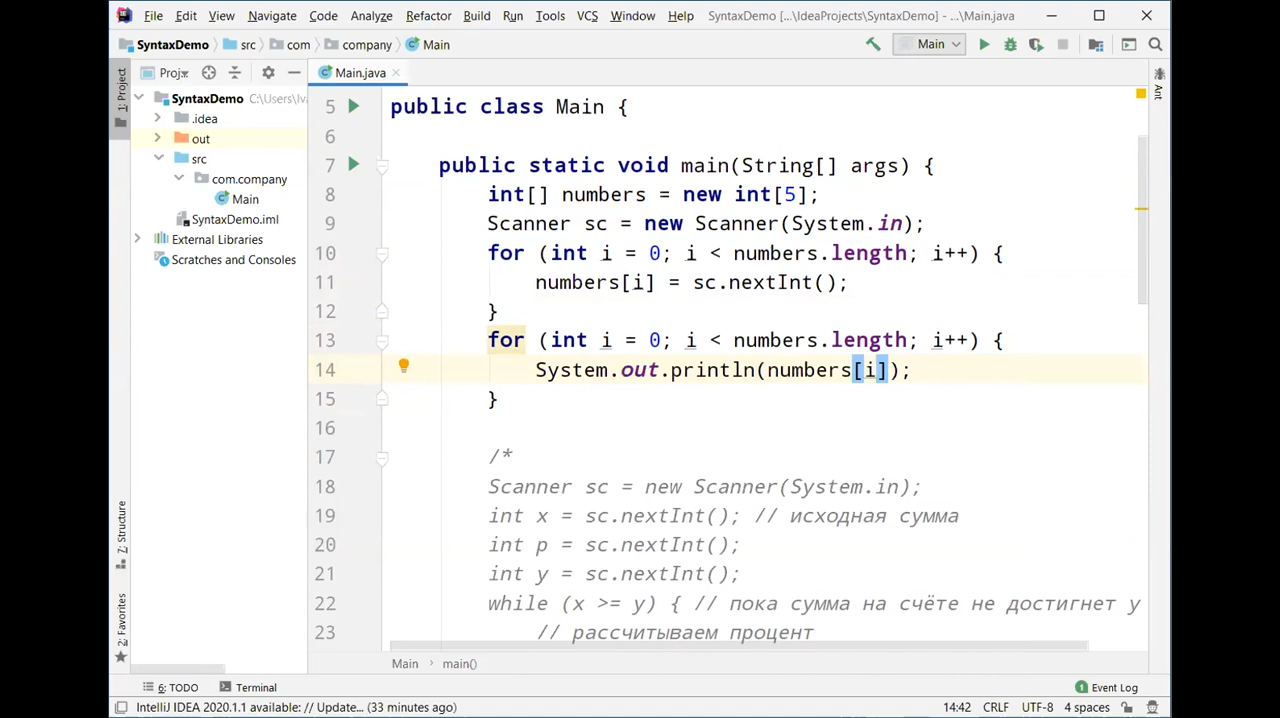 File Edit View Navigate Code Analyze Refactor Build Run Tools VCS Window Help SyntaxDemo [...\IdeaProjects\SyntaxDemo] - ...\Main.java
SyntaxDemo src com company Main Main
1: Project
Proj
Main.java
Ant
SyntaxDemo C:\Users\Iva
.idea
out
src
com.company
Main
SyntaxDemo.iml
External Libraries
Scratches and Consoles
5 public class Main {
6
7 public static void main(String[] args) {
8 int[] numbers = new int[5];
9 Scanner sc = new Scanner(System.in);
10 for (int i = 0; i < numbers.length; i++) {
11 numbers[i] = sc.nextInt();
12 }
13 for (int i = 0; i < numbers.length; i++) {
14 System.out.println(numbers[i]);
15 }
16
17 /*
18 Scanner sc = new Scanner(System.in);
19 int x = sc.nextInt(); // исходная сумма
20 int p = sc.nextInt();
21 int y = sc.nextInt();
22 while (x >= y) { // пока сумма на счёте не достигнет y
23 // рассчитываем процент
7: Structure
2: Favorites
Main main()
6: TODO Terminal Event Log
IntelliJ IDEA 2020.1.1 available: // Update... (33 minutes ago) 14:42 CRLF UTF-8 4 spaces